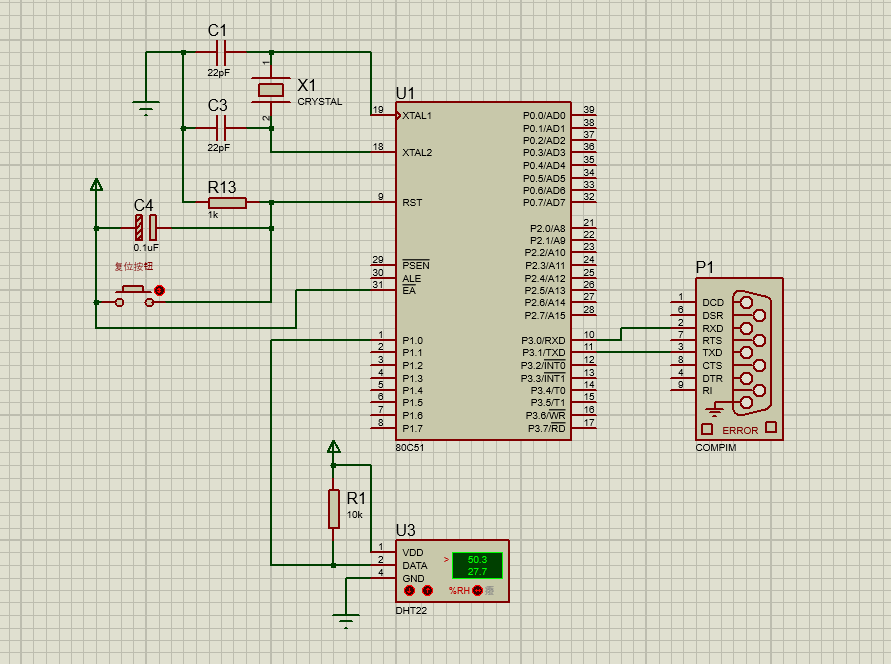 C1
22pF
1
X1
CRYSTAL
2
C3
22pF
R13
1k
C4
0.1uF
复位按钮
U1
19 XTAL1
18 XTAL2
9 RST
29 PSEN
30 ALE
31 EA
1 P1.0
2 P1.1
3 P1.2
4 P1.3
5 P1.4
6 P1.5
7 P1.6
8 P1.7
P0.0/AD0 39
P0.1/AD1 38
P0.2/AD2 37
P0.3/AD3 36
P0.4/AD4 35
P0.5/AD5 34
P0.6/AD6 33
P0.7/AD7 32
P2.0/A8 21
P2.1/A9 22
P2.2/A10 23
P2.3/A11 24
P2.4/A12 25
P2.5/A13 26
P2.6/A14 27
P2.7/A15 28
P3.0/RXD 10
P3.1/TXD 11
P3.2/INT0 12
P3.3/INT1 13
P3.4/T0 14
P3.5/T1 15
P3.6/WR 16
P3.7/RD 17
80C51
P1
1 DCD
6 DSR
2 RXD
7 RTS
3 TXD
8 CTS
4 DTR
9 RI
ERROR
COMPIM
R1
10k
U3
1 VDD
2 DATA
4 GND
> 50.3
27.7
%RH
DHT22